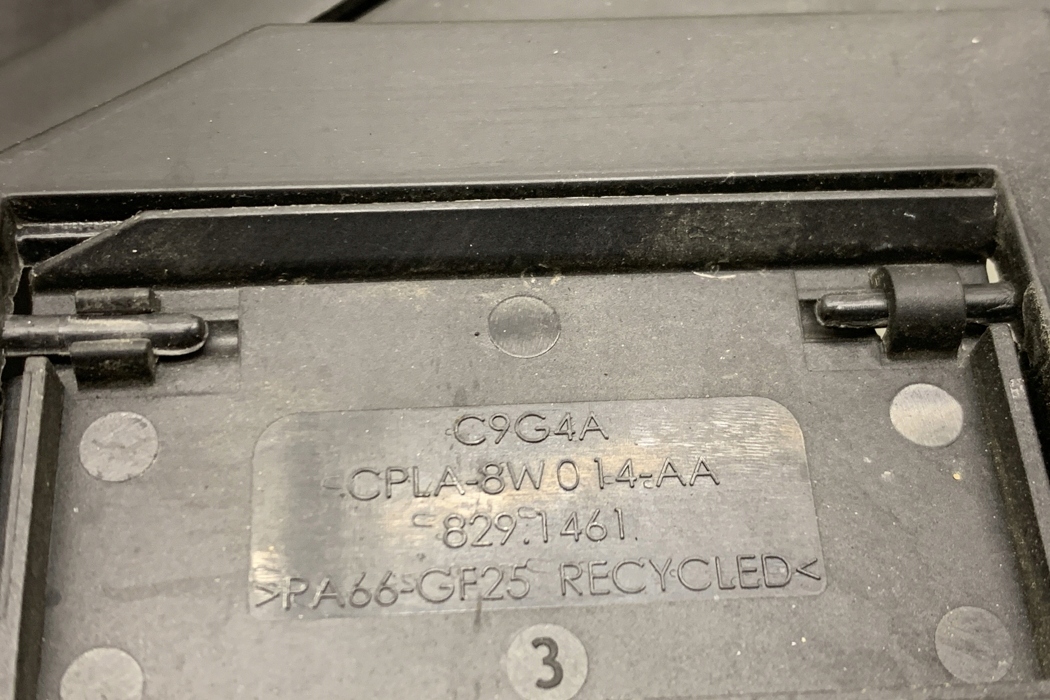 C9G4A
CPLA-8W014-AA
829.1461
>PA66-GF25 RECYCLED<
3